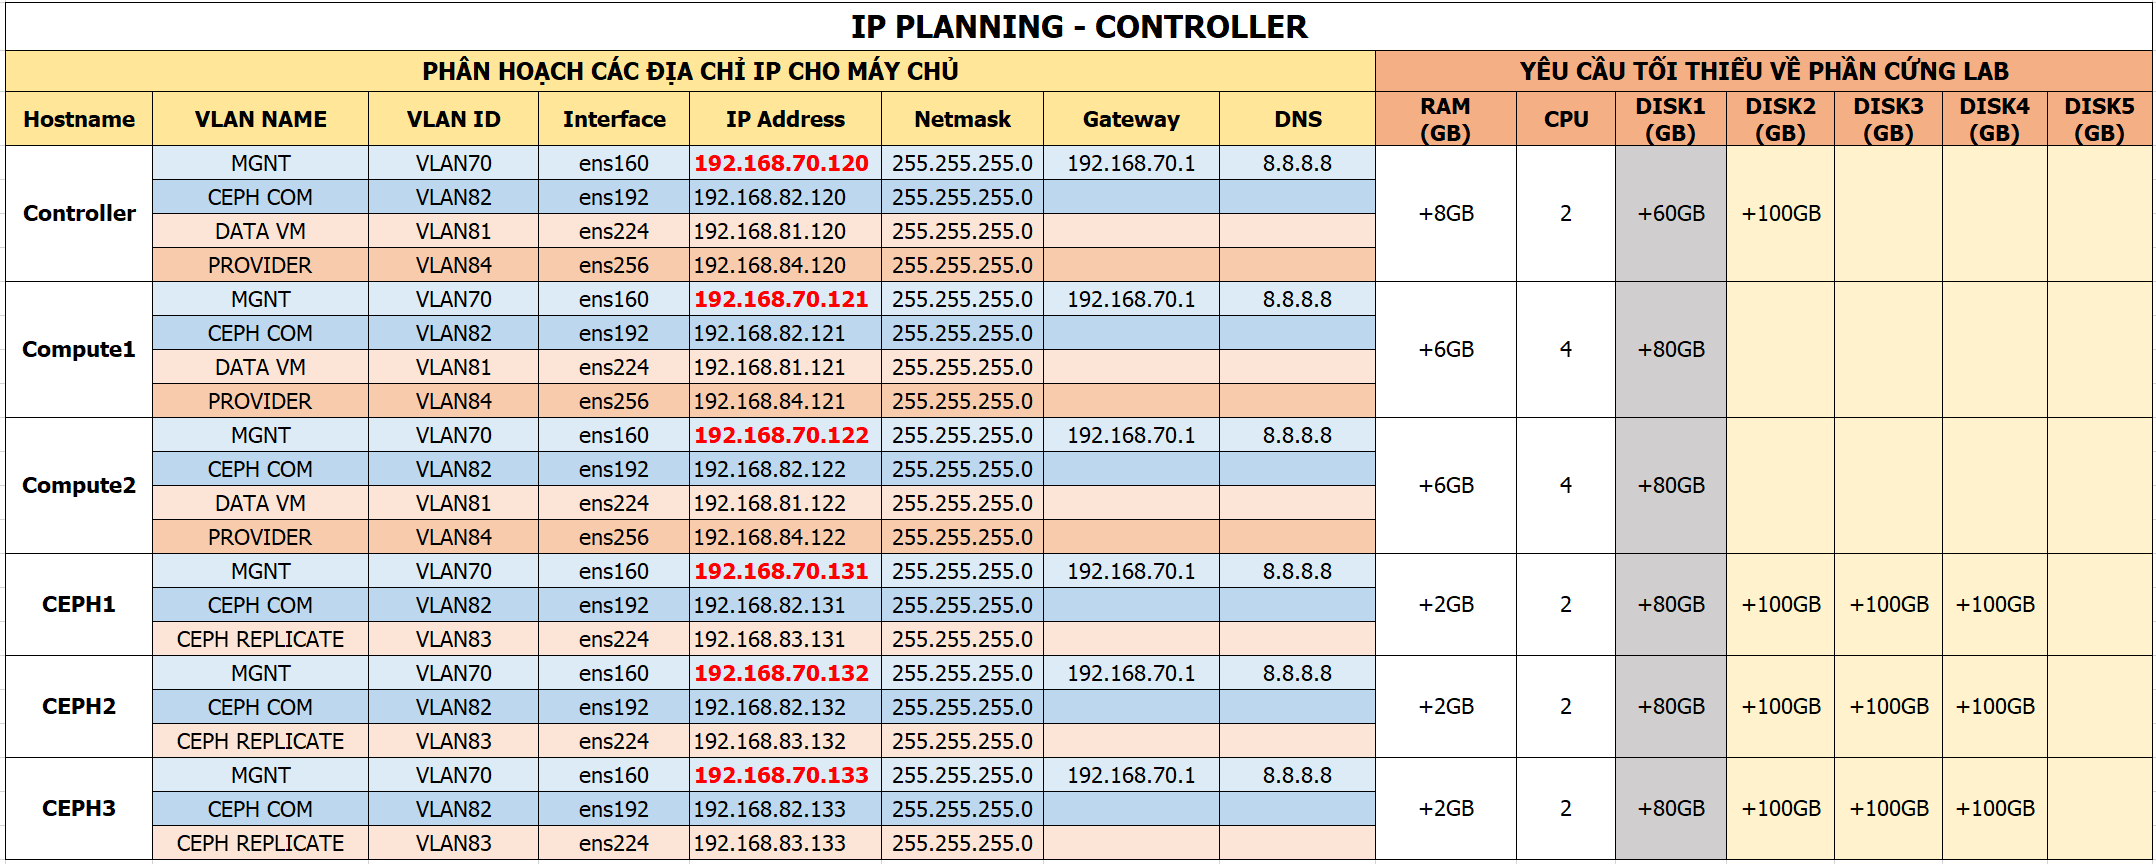 IP PLANNING - CONTROLLER
PHÂN HOẠCH CÁC ĐỊA CHỈ IP CHO MÁY CHỦ YÊU CẦU TỐI THIỂU VỀ PHẦN CỨNG LAB
Hostname VLAN NAME VLAN ID Interface IP Address Netmask Gateway DNS RAM (GB) CPU DISK1 (GB) DISK2 (GB) DISK3 (GB) DISK4 (GB) DISK5 (GB)
Controller MGNT VLAN70 ens160 192.168.70.120 255.255.255.0 192.168.70.1 8.8.8.8 +8GB 2 +60GB +100GB
CEPH COM VLAN82 ens192 192.168.82.120 255.255.255.0
DATA VM VLAN81 ens224 192.168.81.120 255.255.255.0
PROVIDER VLAN84 ens256 192.168.84.120 255.255.255.0
Compute1 MGNT VLAN70 ens160 192.168.70.121 255.255.255.0 192.168.70.1 8.8.8.8 +6GB 4 +80GB
CEPH COM VLAN82 ens192 192.168.82.121 255.255.255.0
DATA VM VLAN81 ens224 192.168.81.121 255.255.255.0
PROVIDER VLAN84 ens256 192.168.84.121 255.255.255.0
Compute2 MGNT VLAN70 ens160 192.168.70.122 255.255.255.0 192.168.70.1 8.8.8.8 +6GB 4 +80GB
CEPH COM VLAN82 ens192 192.168.82.122 255.255.255.0
DATA VM VLAN81 ens224 192.168.81.122 255.255.255.0
PROVIDER VLAN84 ens256 192.168.84.122 255.255.255.0
CEPH1 MGNT VLAN70 ens160 192.168.70.131 255.255.255.0 192.168.70.1 8.8.8.8 +2GB 2 +80GB +100GB +100GB +100GB
CEPH COM VLAN82 ens192 192.168.82.131 255.255.255.0
CEPH REPLICATE VLAN83 ens224 192.168.83.131 255.255.255.0
CEPH2 MGNT VLAN70 ens160 192.168.70.132 255.255.255.0 192.168.70.1 8.8.8.8 +2GB 2 +80GB +100GB +100GB +100GB
CEPH COM VLAN82 ens192 192.168.82.132 255.255.255.0
CEPH REPLICATE VLAN83 ens224 192.168.83.132 255.255.255.0
CEPH3 MGNT VLAN70 ens160 192.168.70.133 255.255.255.0 192.168.70.1 8.8.8.8 +2GB 2 +80GB +100GB +100GB +100GB
CEPH COM VLAN82 ens192 192.168.82.133 255.255.255.0
CEPH REPLICATE VLAN83 ens224 192.168.83.133 255.255.255.0